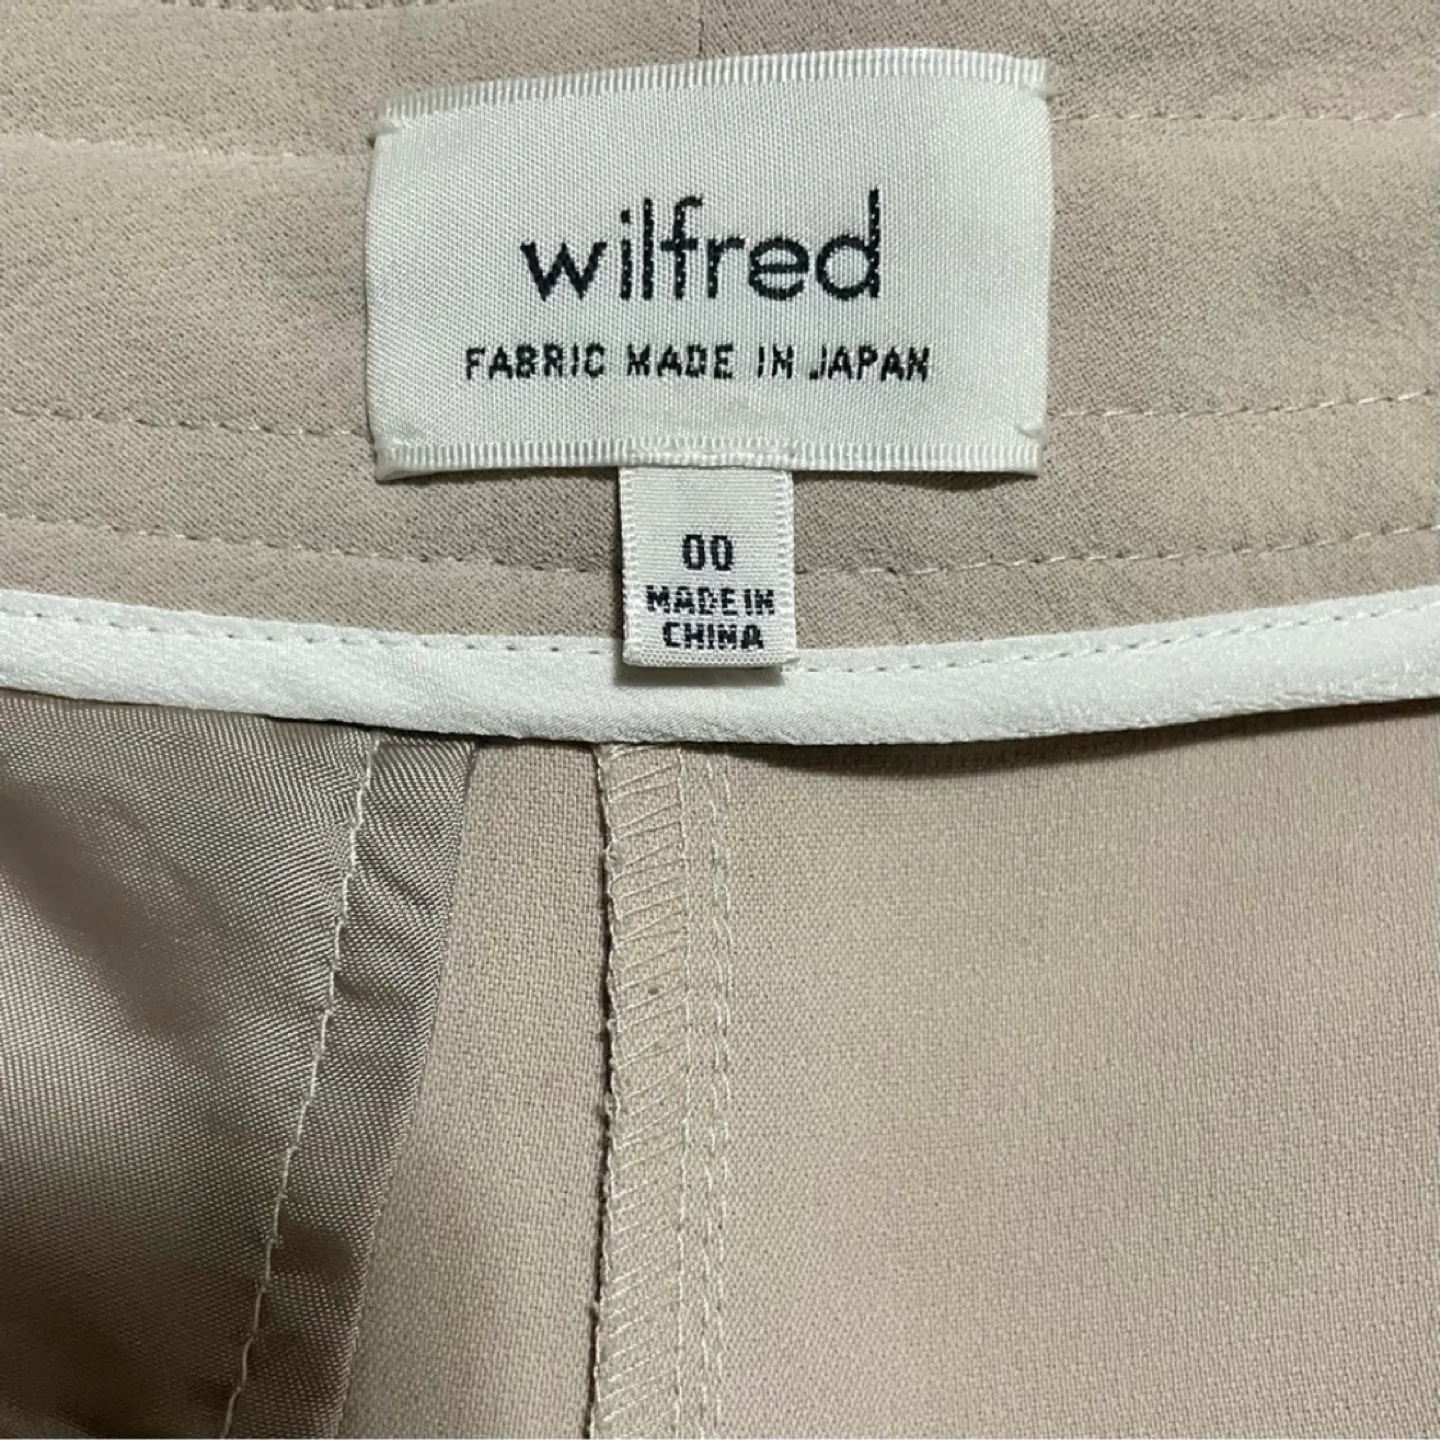 wilfred
FABRIC MADE IN JAPAN
00
MADE IN
CHINA